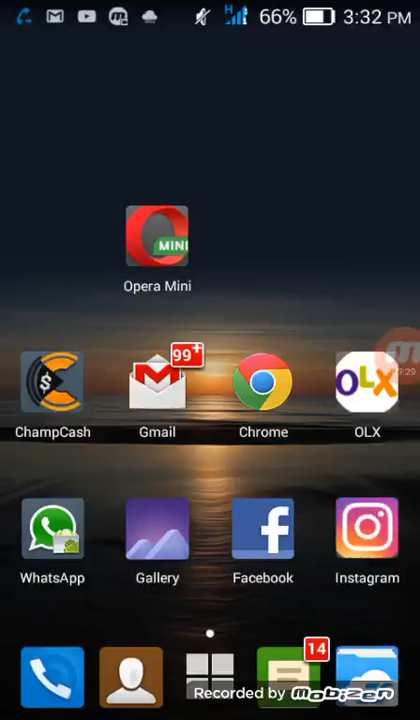 H 66% 3:32 PM
MINI
Opera Mini
99+
$
OLX
ChampCash Gmail Chrome OLX
WhatsApp Gallery Facebook Instagram
14
Recorded by mobizen